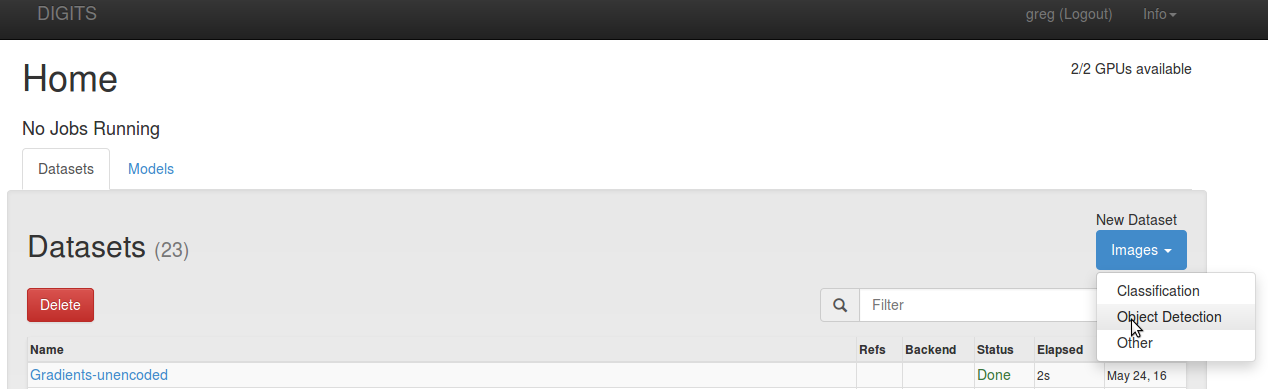 DIGITS greg (Logout) Info
Home 2/2 GPUs available
No Jobs Running
Datasets Models
New Dataset
Datasets (23) Images
Classification
Delete Filter
Object Detection
Other
Name Refs Backend Status Elapsed
Gradients-unencoded Done 2s May 24, 16